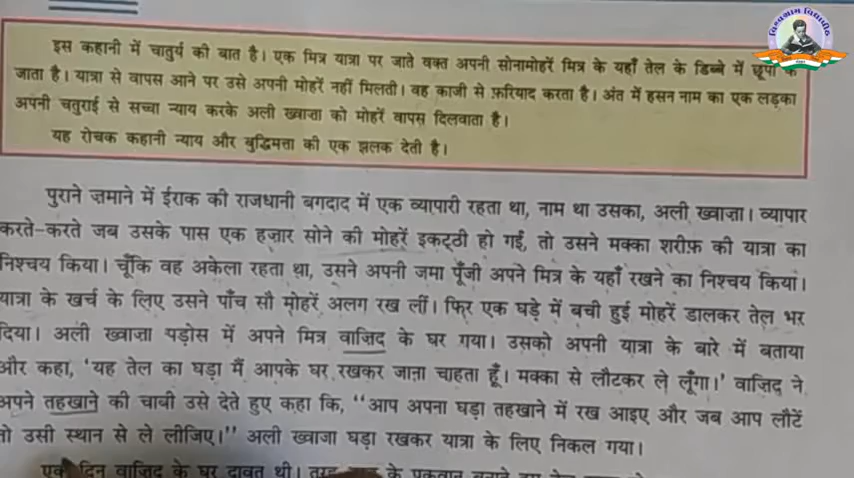 इस कहानी में चातुर्य की बात है। एक मित्र यात्रा पर जाते वक्त अपनी सोनामोहरें मित्र के यहाँ तेल के डिब्बे में छूपा के
जाता है। यात्रा से वापस आने पर उसे अपनी मोहरें नहीं मिलती। वह काजी से फ़रियाद करता है। अंत में हसन नाम का एक लड़का
अपनी चतुराई से सच्चा न्याय करके अली ख्वाजा को मोहरें वापस दिलवाता है।
यह रोचक कहानी न्याय और बुद्धिमत्ता की एक झलक देती है।
पुराने ज़माने में ईराक की राजधानी बगदाद में एक व्यापारी रहता था, नाम था उसका, अली ख्वाज़ा। व्यापार
करते-करते जब उसके पास एक हज़ार सोने की मोहरें इकट्ठी हो गईं, तो उसने मक्का शरीफ़ की यात्रा का
निश्चय किया। चूँकि वह अकेला रहता था, उसने अपनी जमा पूँजी अपने मित्र के यहाँ रखने का निश्चय किया।
यात्रा के खर्च के लिए उसने पाँच सौ मोहरें अलग रख लीं। फिर एक घड़े में बची हुई मोहरें डालकर तेल भर
दिया। अली ख्वाजा पड़ोस में अपने मित्र वाज़िद के घर गया। उसको अपनी यात्रा के बारे में बताया
और कहा, 'यह तेल का घड़ा मैं आपके घर रखकर जाना चाहता हूँ। मक्का से लौटकर ले लूँगा।' वाज़िद ने
अपने तहखाने की चाबी उसे देते हुए कहा कि, "आप अपना घड़ा तहखाने में रख आइए और जब आप लौटें
तो उसी स्थान से ले लीजिए।" अली ख्वाजा घड़ा रखकर यात्रा के लिए निकल गया।
एक दिन वाज़िद के घर दावत थी। के पकवान